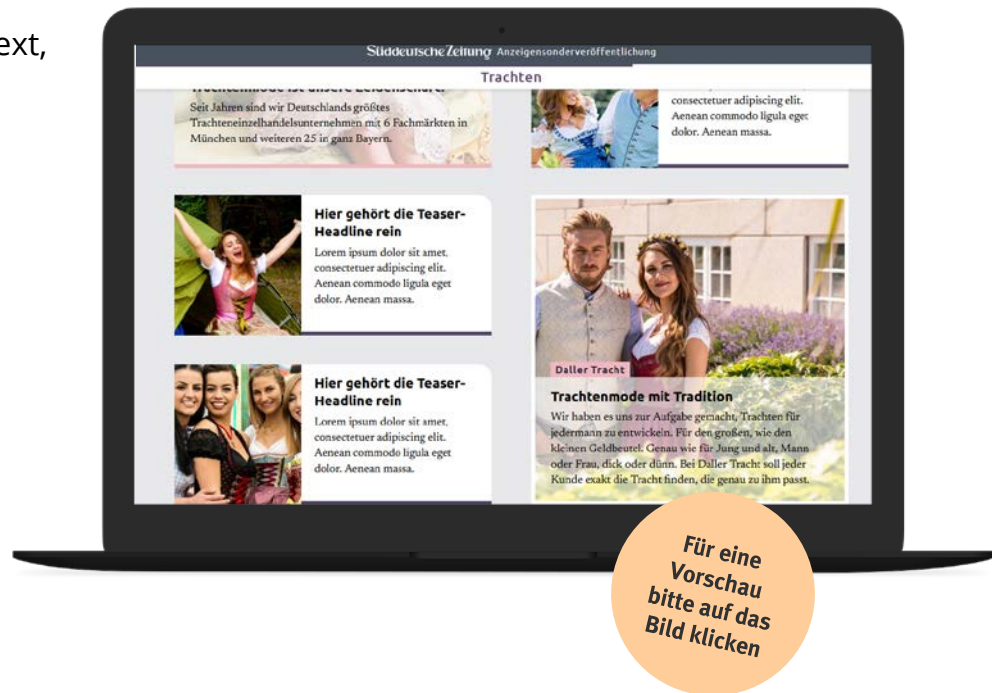 ext,
Süddeutsche Zeitung Anzeigensonderveröffentlichung
Trachten
Trachtenmode ist unsere Leidenschaft!
Seit Jahren sind wir Deutschlands größtes
Trachteneinzelhandelsunternehmen mit 6 Fachmärkten in
München und weiteren 25 in ganz Bayern.
consectetuer adipiscing elit.
Aenean commodo ligula eget
dolor. Aenean massa.
Hier gehört die Teaser-
Headline rein
Lorem ipsum dolor sit amet,
consectetuer adipiscing elit.
Aenean commodo ligula eget
dolor. Aenean massa.
Hier gehört die Teaser-
Headline rein
Lorem ipsum dolor sit amet,
consectetuer adipiscing elit.
Aenean commodo ligula eget
dolor. Aenean massa.
Daller Tracht
Trachtenmode mit Tradition
Wir haben es uns zur Aufgabe gemacht, Trachten für
jedermann zu entwickeln. Für den großen, wie den
kleinen Geldbeutel. Genau wie für Jung und alt, Mann
oder Frau, dick oder dünn. Bei Daller Tracht soll jeder
Kunde exakt die Tracht finden, die genau zu ihm passt.
Für eine
Vorschau
bitte auf das
Bild klicken